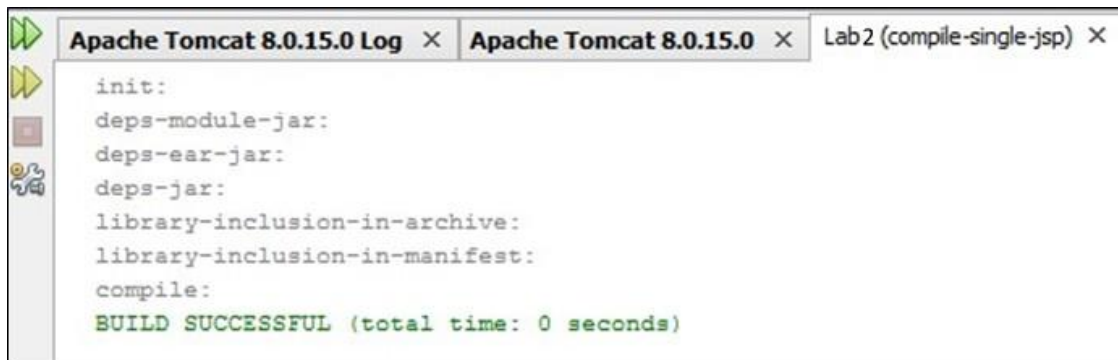 Apache Tomcat 8.0.15.0 Log × Apache Tomcat 8.0.15.0 × Lab2 (compile-single-jsp) ×
init:
deps-module-jar:
deps-ear-jar:
deps-jar:
library-inclusion-in-archive:
library-inclusion-in-manifest:
compile:
BUILD SUCCESSFUL (total time: 0 seconds)